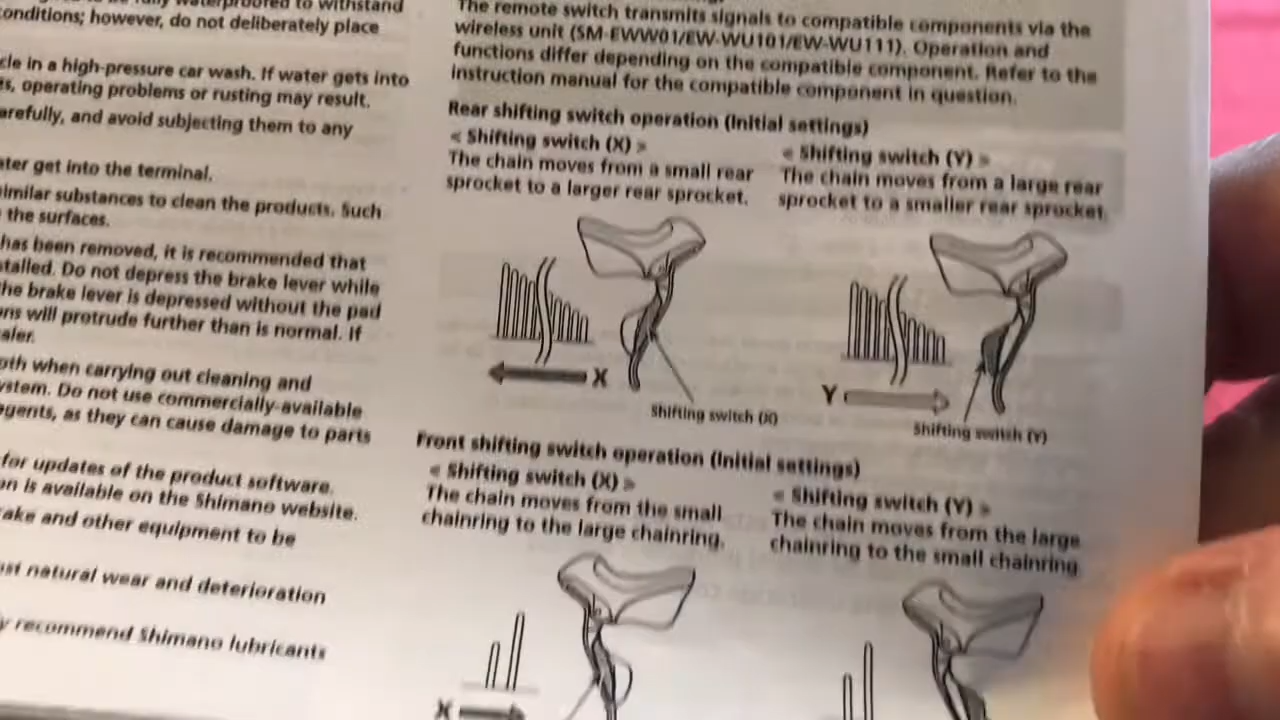 conditions; however, do not deliberately place
cle in a high-pressure car wash. If water gets into
es, operating problems or rusting may result.
arefully, and avoid subjecting them to any
ater get into the terminal.
similar substances to clean the products. Such
the surfaces.
has been removed, it is recommended that
stalled. Do not depress the brake lever while
he brake lever is depressed without the pad
ons will protrude further than is normal. If
aler.
oth when carrying out cleaning and
ystem. Do not use commercially-available
agents, as they can cause damage to parts
for updates of the product software.
on is available on the Shimano website.
ake and other equipment to be
nst natural wear and deterioration
y recommend Shimano lubricants
The remote switch transmits signals to compatible components via the
wireless unit (SM-EWW01/EW-WU101/EW-WU111). Operation and
functions differ depending on the compatible component. Refer to the
instruction manual for the compatible component in question.
Rear shifting switch operation (Initial settings)
< Shifting switch (X) >
The chain moves from a small rear
sprocket to a larger rear sprocket.
< Shifting switch (Y) >
The chain moves from a large rear
sprocket to a smaller rear sprocket.
X
Shifting switch (X)
Y
Shifting switch (Y)
Front shifting switch operation (Initial settings)
< Shifting switch (X) >
The chain moves from the small
chainring to the large chainring.
< Shifting switch (Y) >
The chain moves from the large
chainring to the small chainring
X